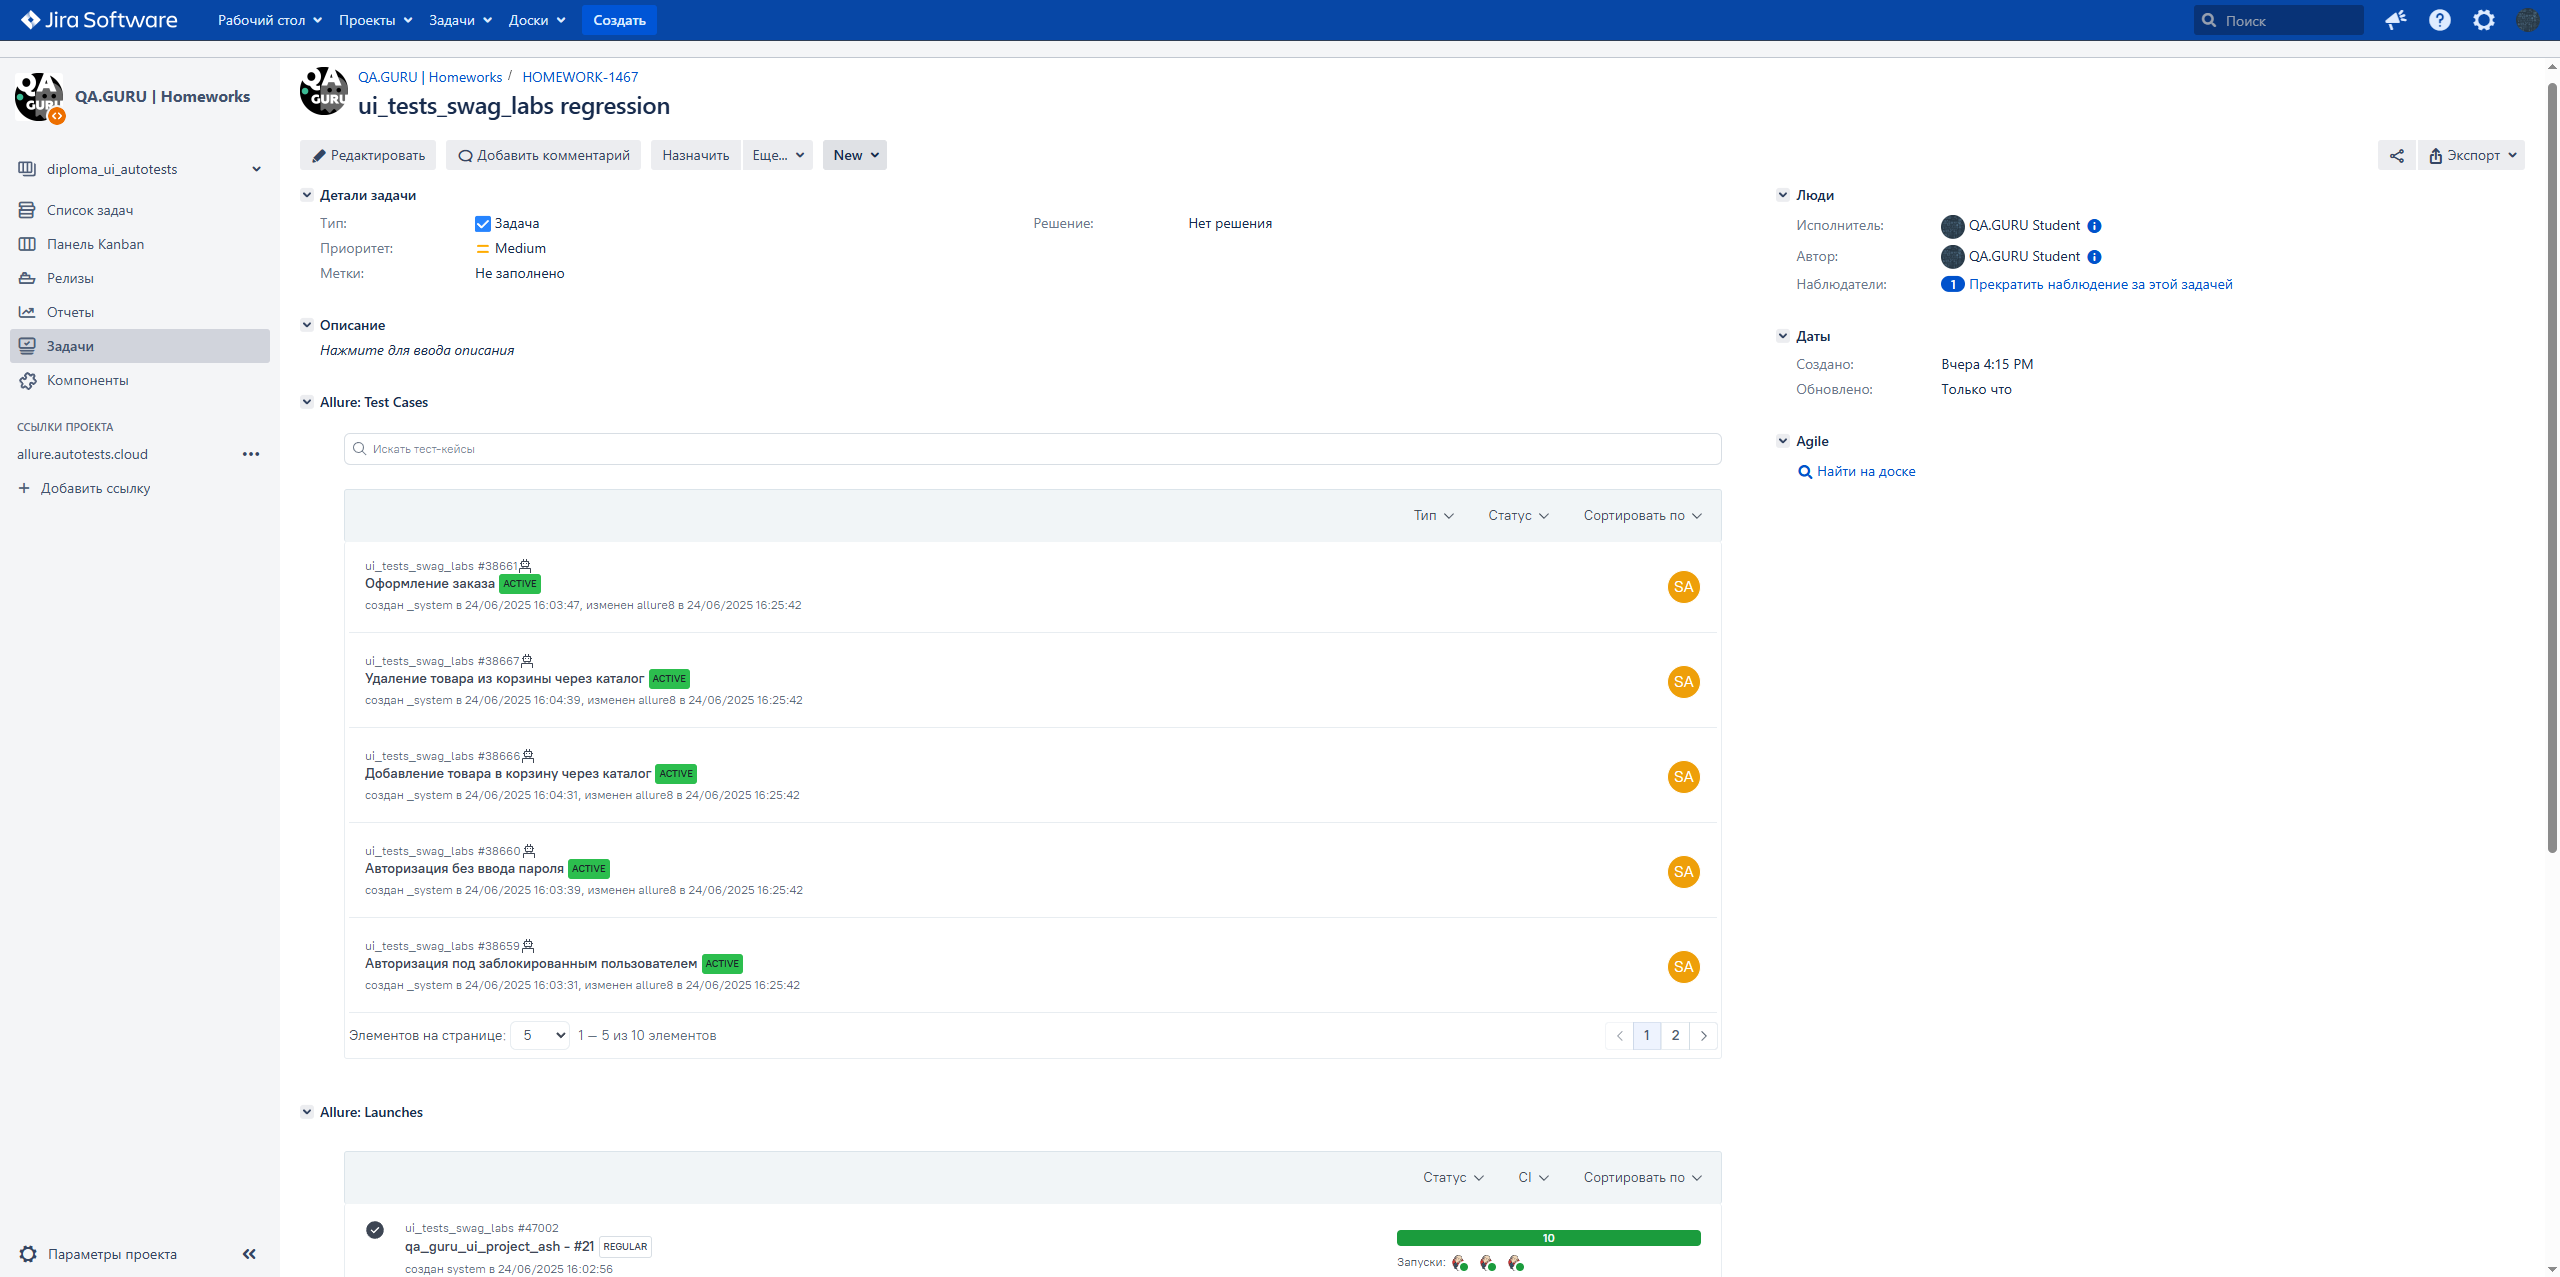 Jira Software Рабочий стол Проекты Задачи Доски Создать Поиск
QA GURU
QA.GURU | Homeworks
diploma_ui_autotests
Список задач
Панель Kanban
Релизы
Отчеты
Задачи
Компоненты
ССЫЛКИ ПРОЕКТА
allure.autotests.cloud
Добавить ссылку
Параметры проекта
QA GURU
QA.GURU | Homeworks / HOMEWORK-1467
ui_tests_swag_labs regression
Редактировать Добавить комментарий Назначить Еще... New Экспорт
Детали задачи
Тип: Задача Решение: Нет решения
Приоритет: Medium
Метки: Не заполнено
Описание
Нажмите для ввода описания
Allure: Test Cases
Искать тест-кейсы
Тип Статус Сортировать по
ui_tests_swag_labs #38661
Оформление заказа ACTIVE SA
создан _system в 24/06/2025 16:03:47, изменен allure8 в 24/06/2025 16:25:42
ui_tests_swag_labs #38667
Удаление товара из корзины через каталог ACTIVE SA
создан _system в 24/06/2025 16:04:39, изменен allure8 в 24/06/2025 16:25:42
ui_tests_swag_labs #38666
Добавление товара в корзину через каталог ACTIVE SA
создан _system в 24/06/2025 16:04:31, изменен allure8 в 24/06/2025 16:25:42
ui_tests_swag_labs #38660
Авторизация без ввода пароля ACTIVE SA
создан _system в 24/06/2025 16:03:39, изменен allure8 в 24/06/2025 16:25:42
ui_tests_swag_labs #38659
Авторизация под заблокированным пользователем ACTIVE SA
создан _system в 24/06/2025 16:03:31, изменен allure8 в 24/06/2025 16:25:42
Элементов на странице: 5 1 — 5 из 10 элементов 1 2
Allure: Launches
Статус CI Сортировать по
ui_tests_swag_labs #47002
qa_guru_ui_project_ash - #21 REGULAR 10
создан system в 24/06/2025 16:02:56 Запуски:
Люди
Исполнитель: QA.GURU Student
Автор: QA.GURU Student
Наблюдатели: 1 Прекратить наблюдение за этой задачей
Даты
Создано: Вчера 4:15 PM
Обновлено: Только что
Agile
Найти на доске